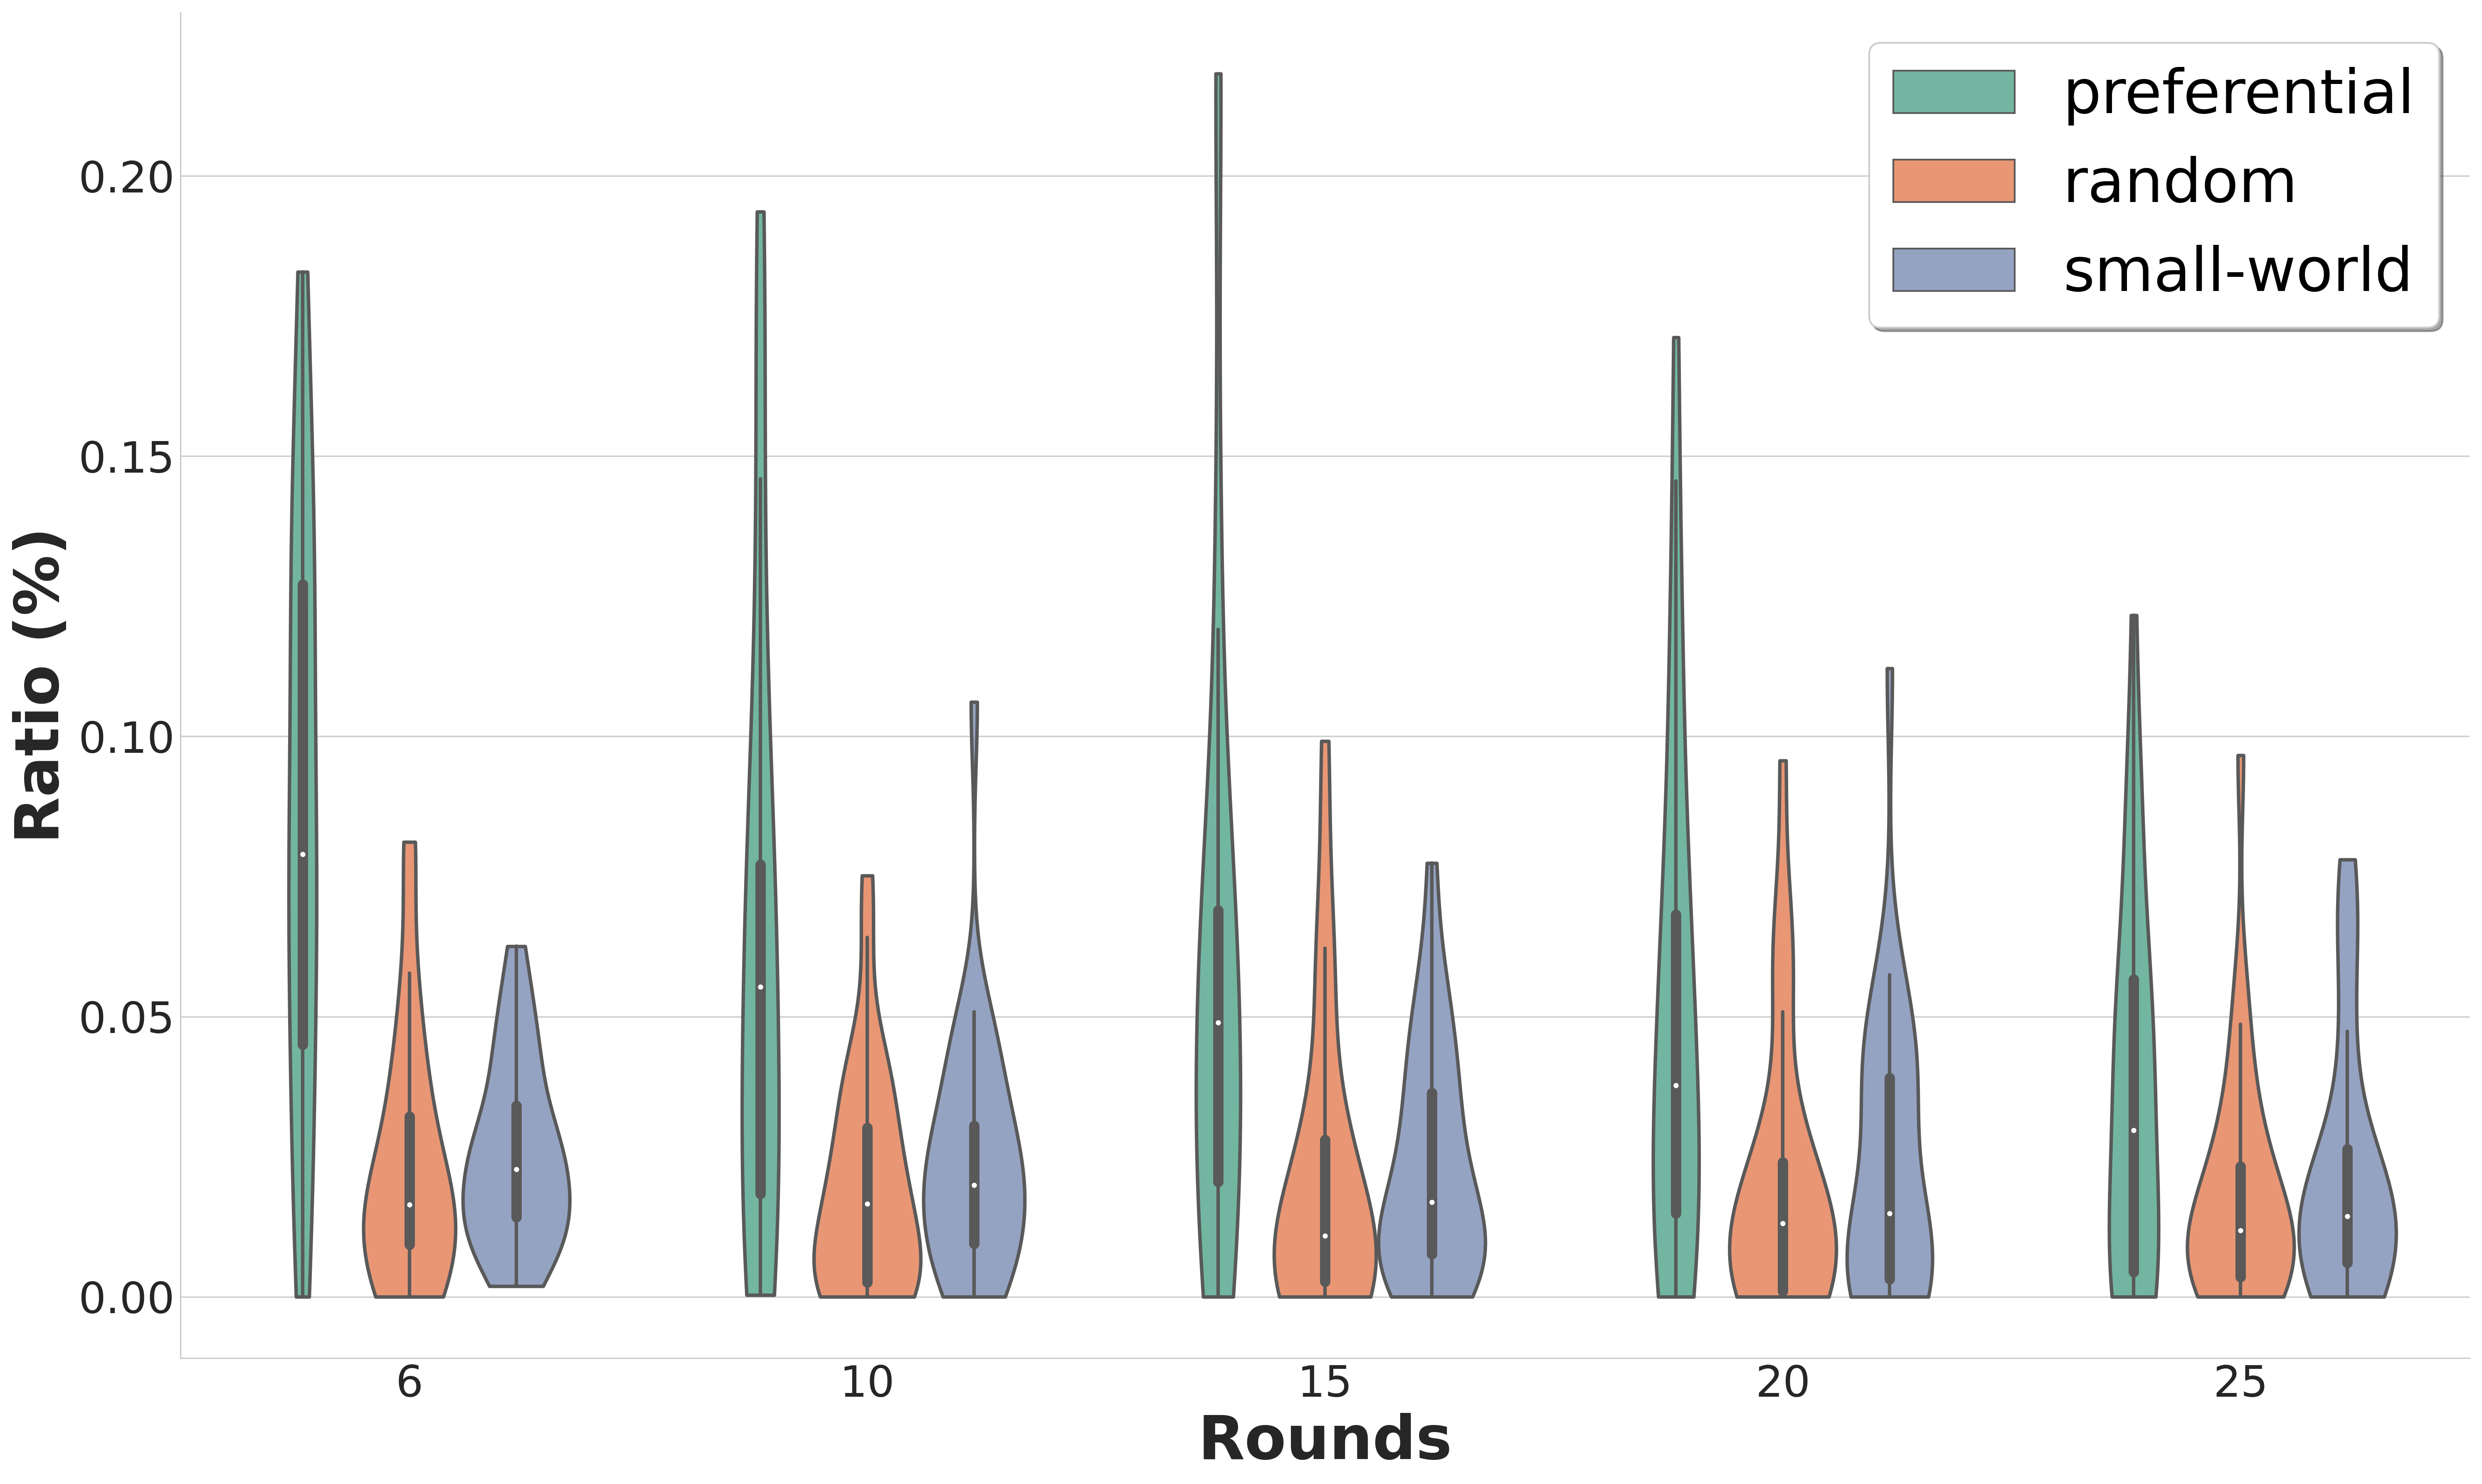 preferential
random
small-world
Ratio (%)
0.20
0.15
0.10
0.05
0.00
6 10 15 20 25
Rounds